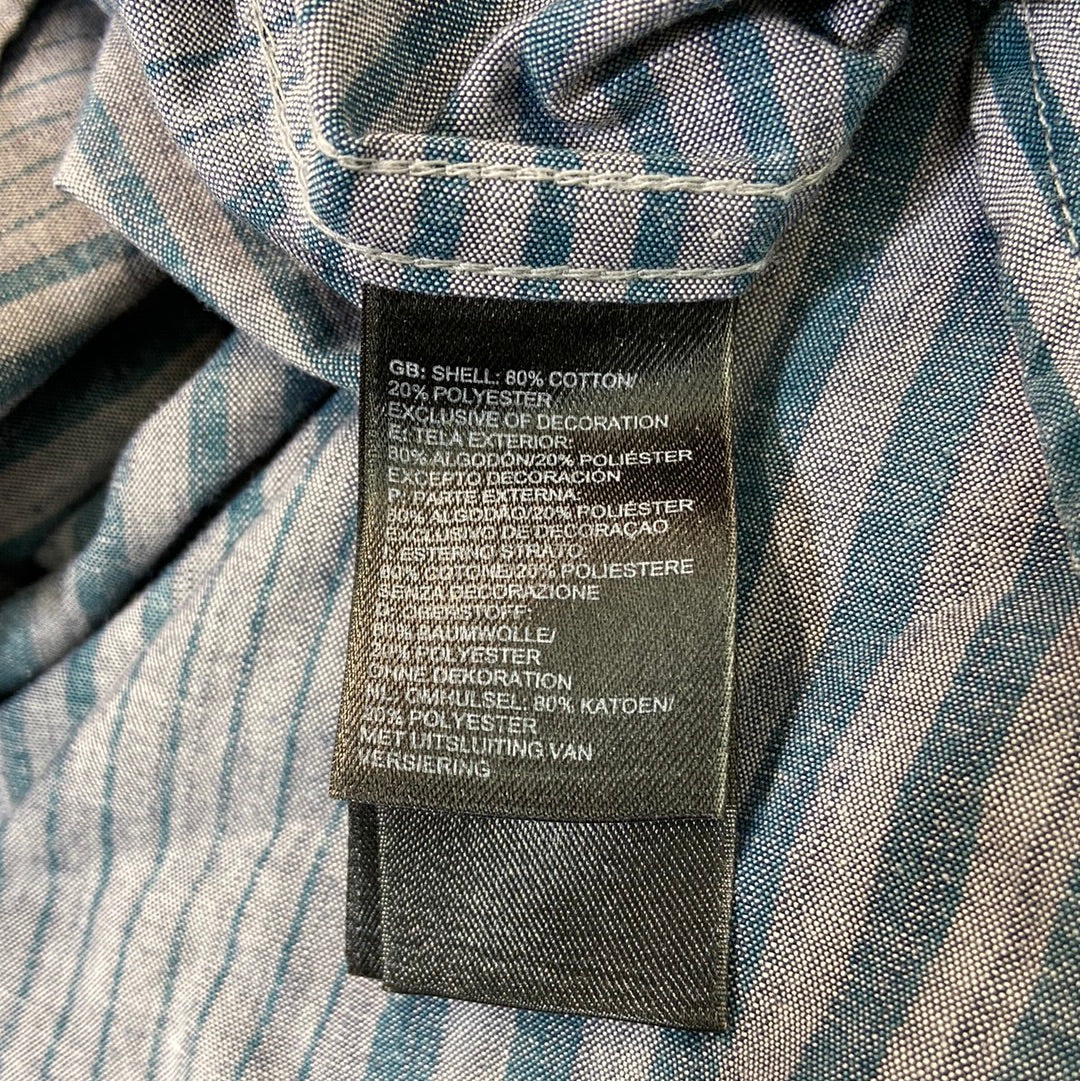 GB: SHELL: 80% COTTON/
20% POLYESTER
EXCLUSIVE OF DECORATION
E: TELA EXTERIOR:
80% ALGODÓN/20% POLIÉSTER
EXCEPTO DECORACIÓN
P: PARTE EXTERNA:
80% ALGODÃO/20% POLIÉSTER
EXCLUSIVO DE DECORAÇÃO
I: ESTERNO STRATO:
80% COTONE/20% POLIESTERE
SENZA DECORAZIONE
D: OBERSTOFF:
80% BAUMWOLLE/
20% POLYESTER
OHNE DEKORATION
NL: OMHULSEL: 80% KATOEN/
20% POLYESTER
MET UITSLUITING VAN
VERSIERING